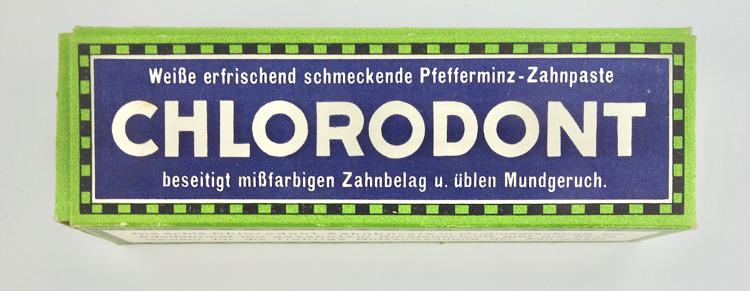 Weiße erfrischend schmeckende Pfefferminz-Zahnpaste
CHLORODONT
beseitigt mißfarbigen Zahnbelag u. üblen Mundgeruch.